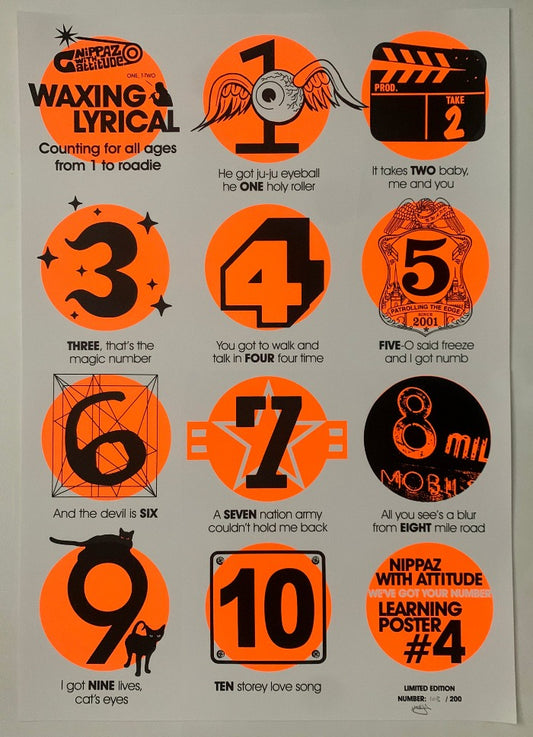 NIPPAZ
WITH
ATTITUDE
ONE, TWO
WAXING
LYRICAL
Counting for all ages
from 1 to roadie
1
He got ju-ju eyeball
he ONE holy roller
PROD.
TAKE
2
It takes TWO baby,
me and you
3
THREE, that's the
magic number
4
You got to walk and
talk in FOUR four time
5
PATROLLING THE EDGE
SINCE
2001
FIVE-O said freeze
and I got numb
6
And the devil is SIX
7
A SEVEN nation army
couldn't hold me back
8 MIL
MOBIL
All you see's a blur
from EIGHT mile road
9
I got NINE lives,
cat's eyes
10
TEN storey love song
NIPPAZ
WITH ATTITUDE
WE'VE GOT YOUR NUMBER
LEARNING
POSTER
#4
LIMITED EDITION
NUMBER: / 200